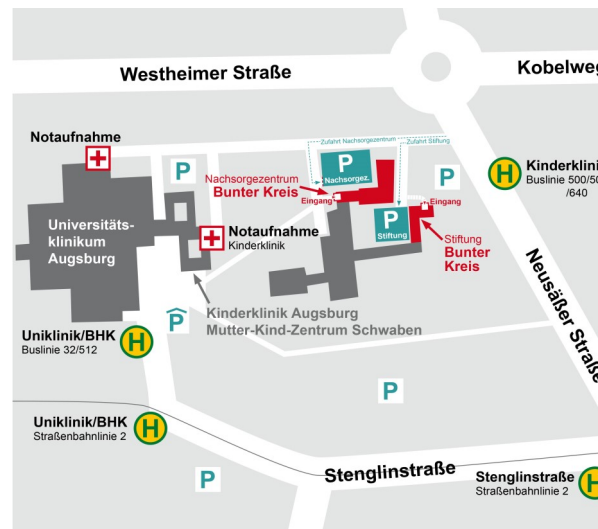 Westheimer Straße
Kobelweg
Notaufnahme
Zufahrt Nachsorgezentrum
Zufahrt Stiftung
P
P
Nachsorgez.
P
Kinderklini
Buslinie 500/50
/640
H
Nachsorgezentrum
Bunter Kreis
Eingang
Eingang
Universitäts-
klinikum
Augsburg
Notaufnahme
Kinderklinik
P
Stiftung
Stiftung
Bunter
Kreis
Neusäßer Straße
Kinderklinik Augsburg
Mutter-Kind-Zentrum Schwaben
P
Uniklinik/BHK
Buslinie 32/512
H
P
Uniklinik/BHK
Straßenbahnlinie 2
H
Stenglinstraße
P
Stenglinstraße
Straßenbahnlinie 2
H